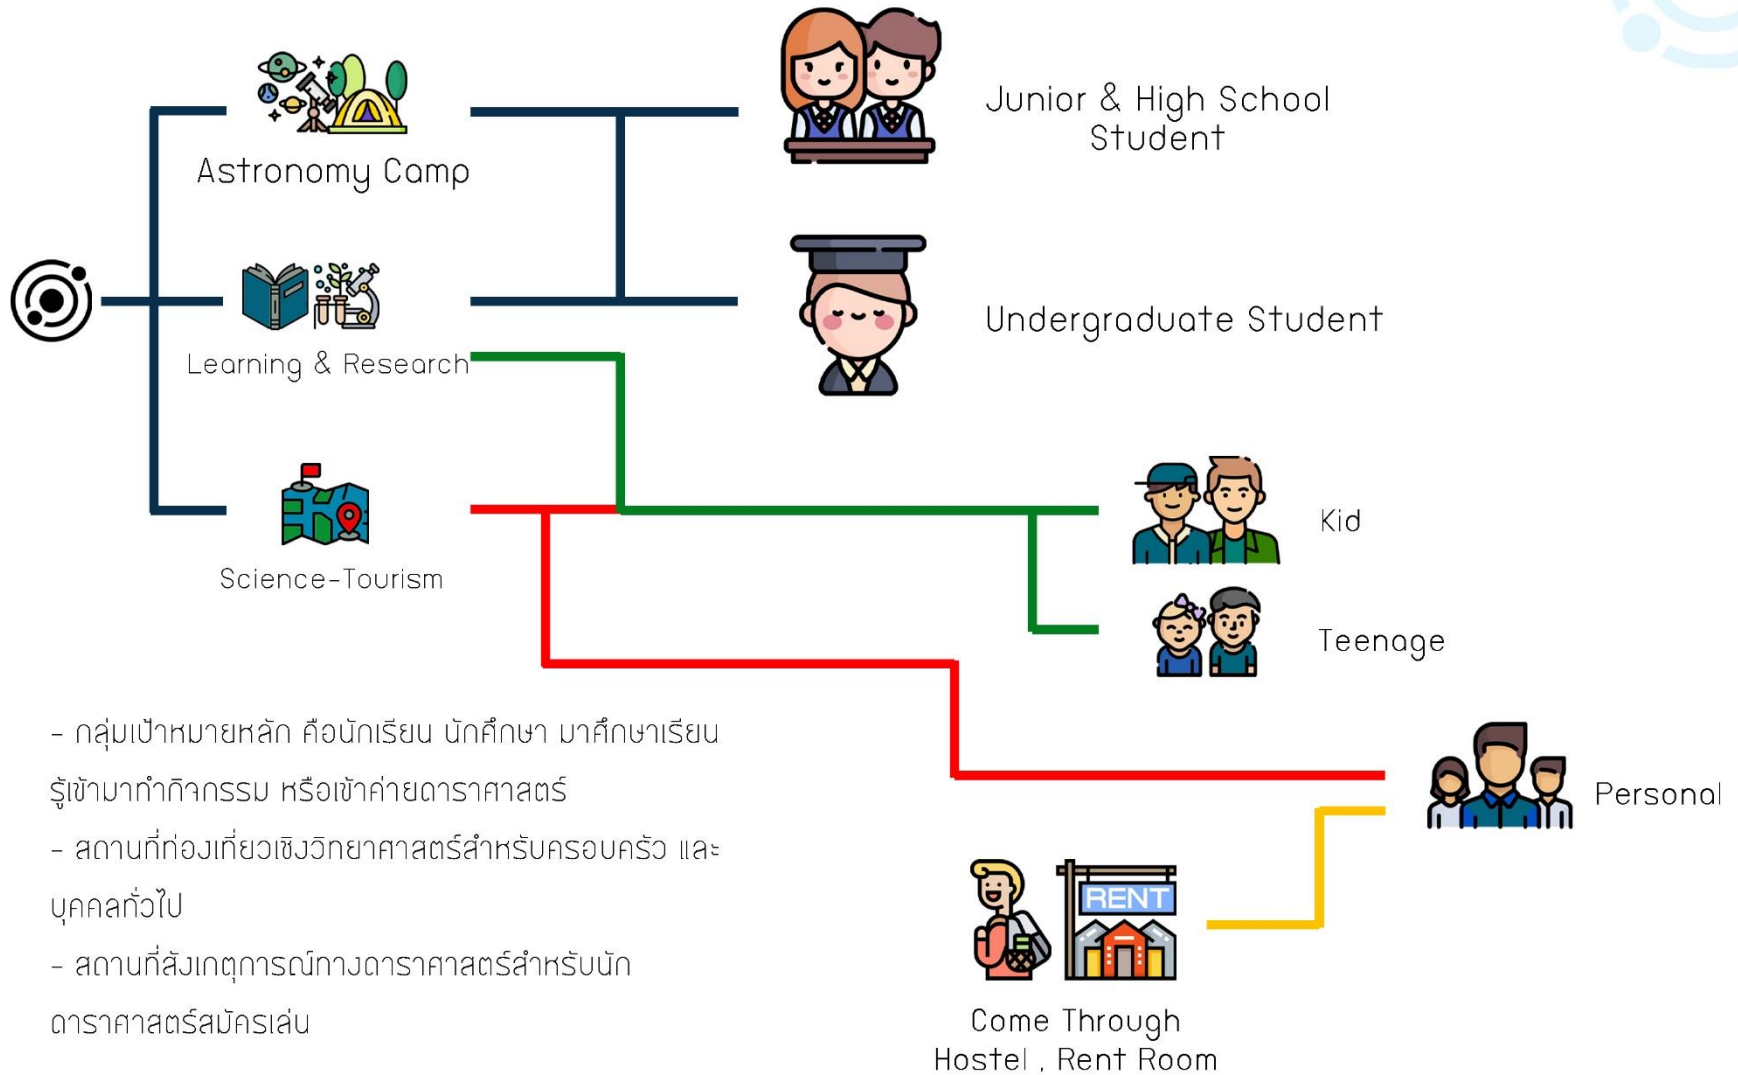 Junior & High School
Student
Astronomy Camp
Undergraduate Student
Learning & Research
Kid
Science-Tourism
Teenage
- กลุ่มเป้าหมายหลัก คือนักเรียน นักศึกษา มาศึกษาเรียน
รู้เข้ามาทำกิจกรรม หรือเข้าค่ายดาราศาสตร์
- สถานที่ท่องเที่ยวเชิงวิทยาศาสตร์สำหรับครอบครัว และ
บุคคลทั่วไป
- สถานที่สังเกตุการณ์ทางดาราศาสตร์สำหรับนัก
ดาราศาสตร์สมัครเล่น
Personal
RENT
Come Through
Hostel , Rent Room